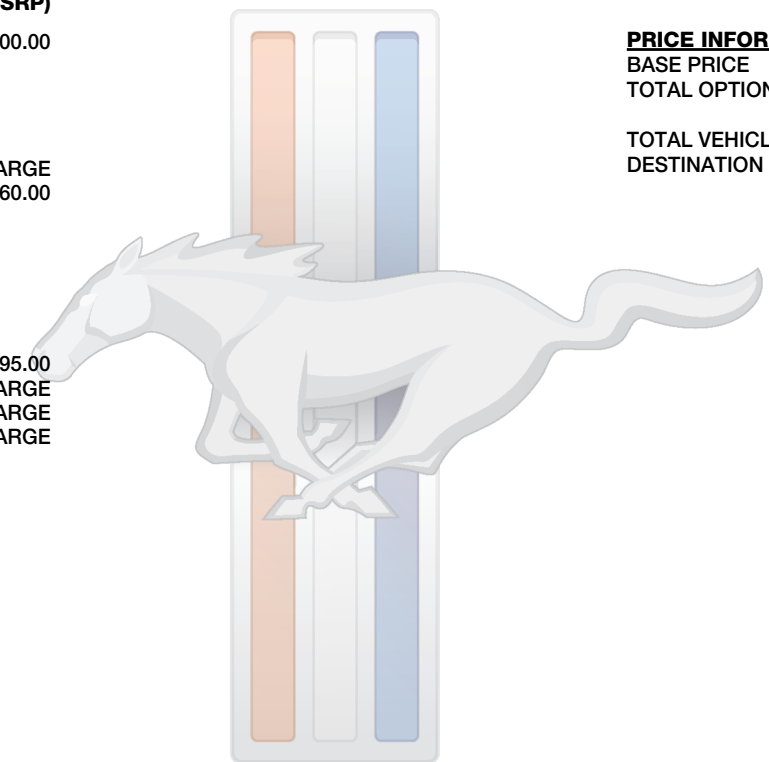 SRP)
00.00
ARGE
60.00
95.00
ARGE
ARGE
ARGE
PRICE INFOR
BASE PRICE
TOTAL OPTION
TOTAL VEHICL
DESTINATION